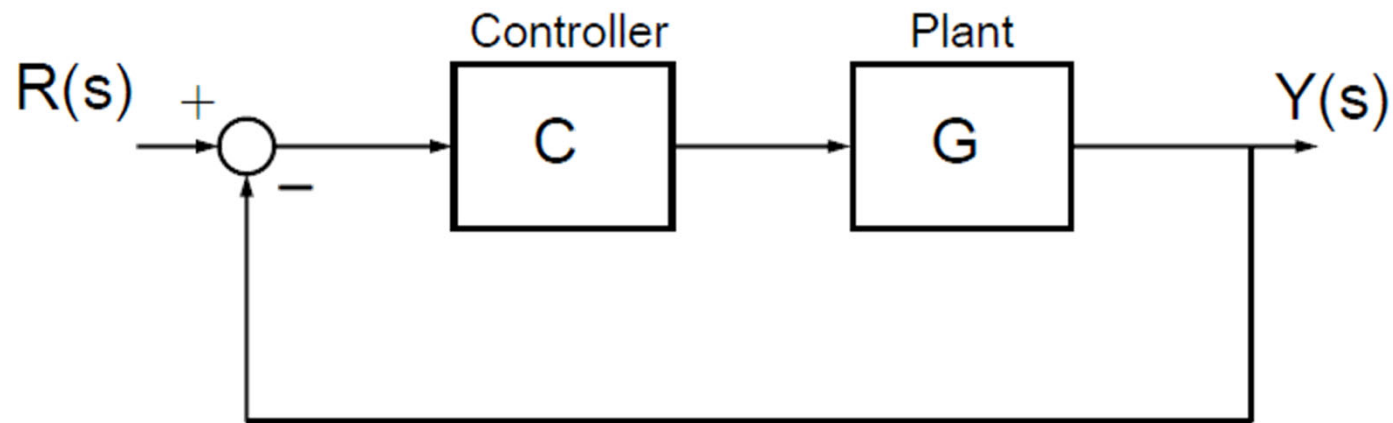 Controller
Plant
R(s)
+
C
G
Y(s)
−